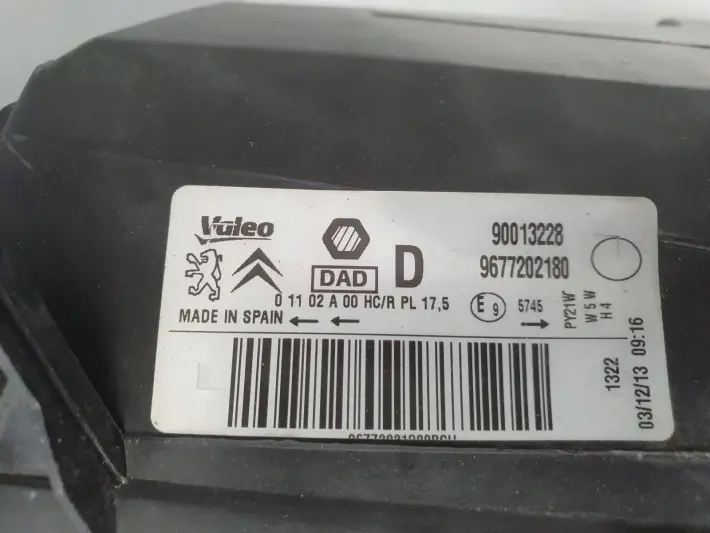 Valeo
DAD
D
90013228
9677202180
0 11 02 A 00 HC/R PL 17,5
E 9
5745
MADE IN SPAIN
PY21W
W5W
H4
1322
03/12/13 09:16